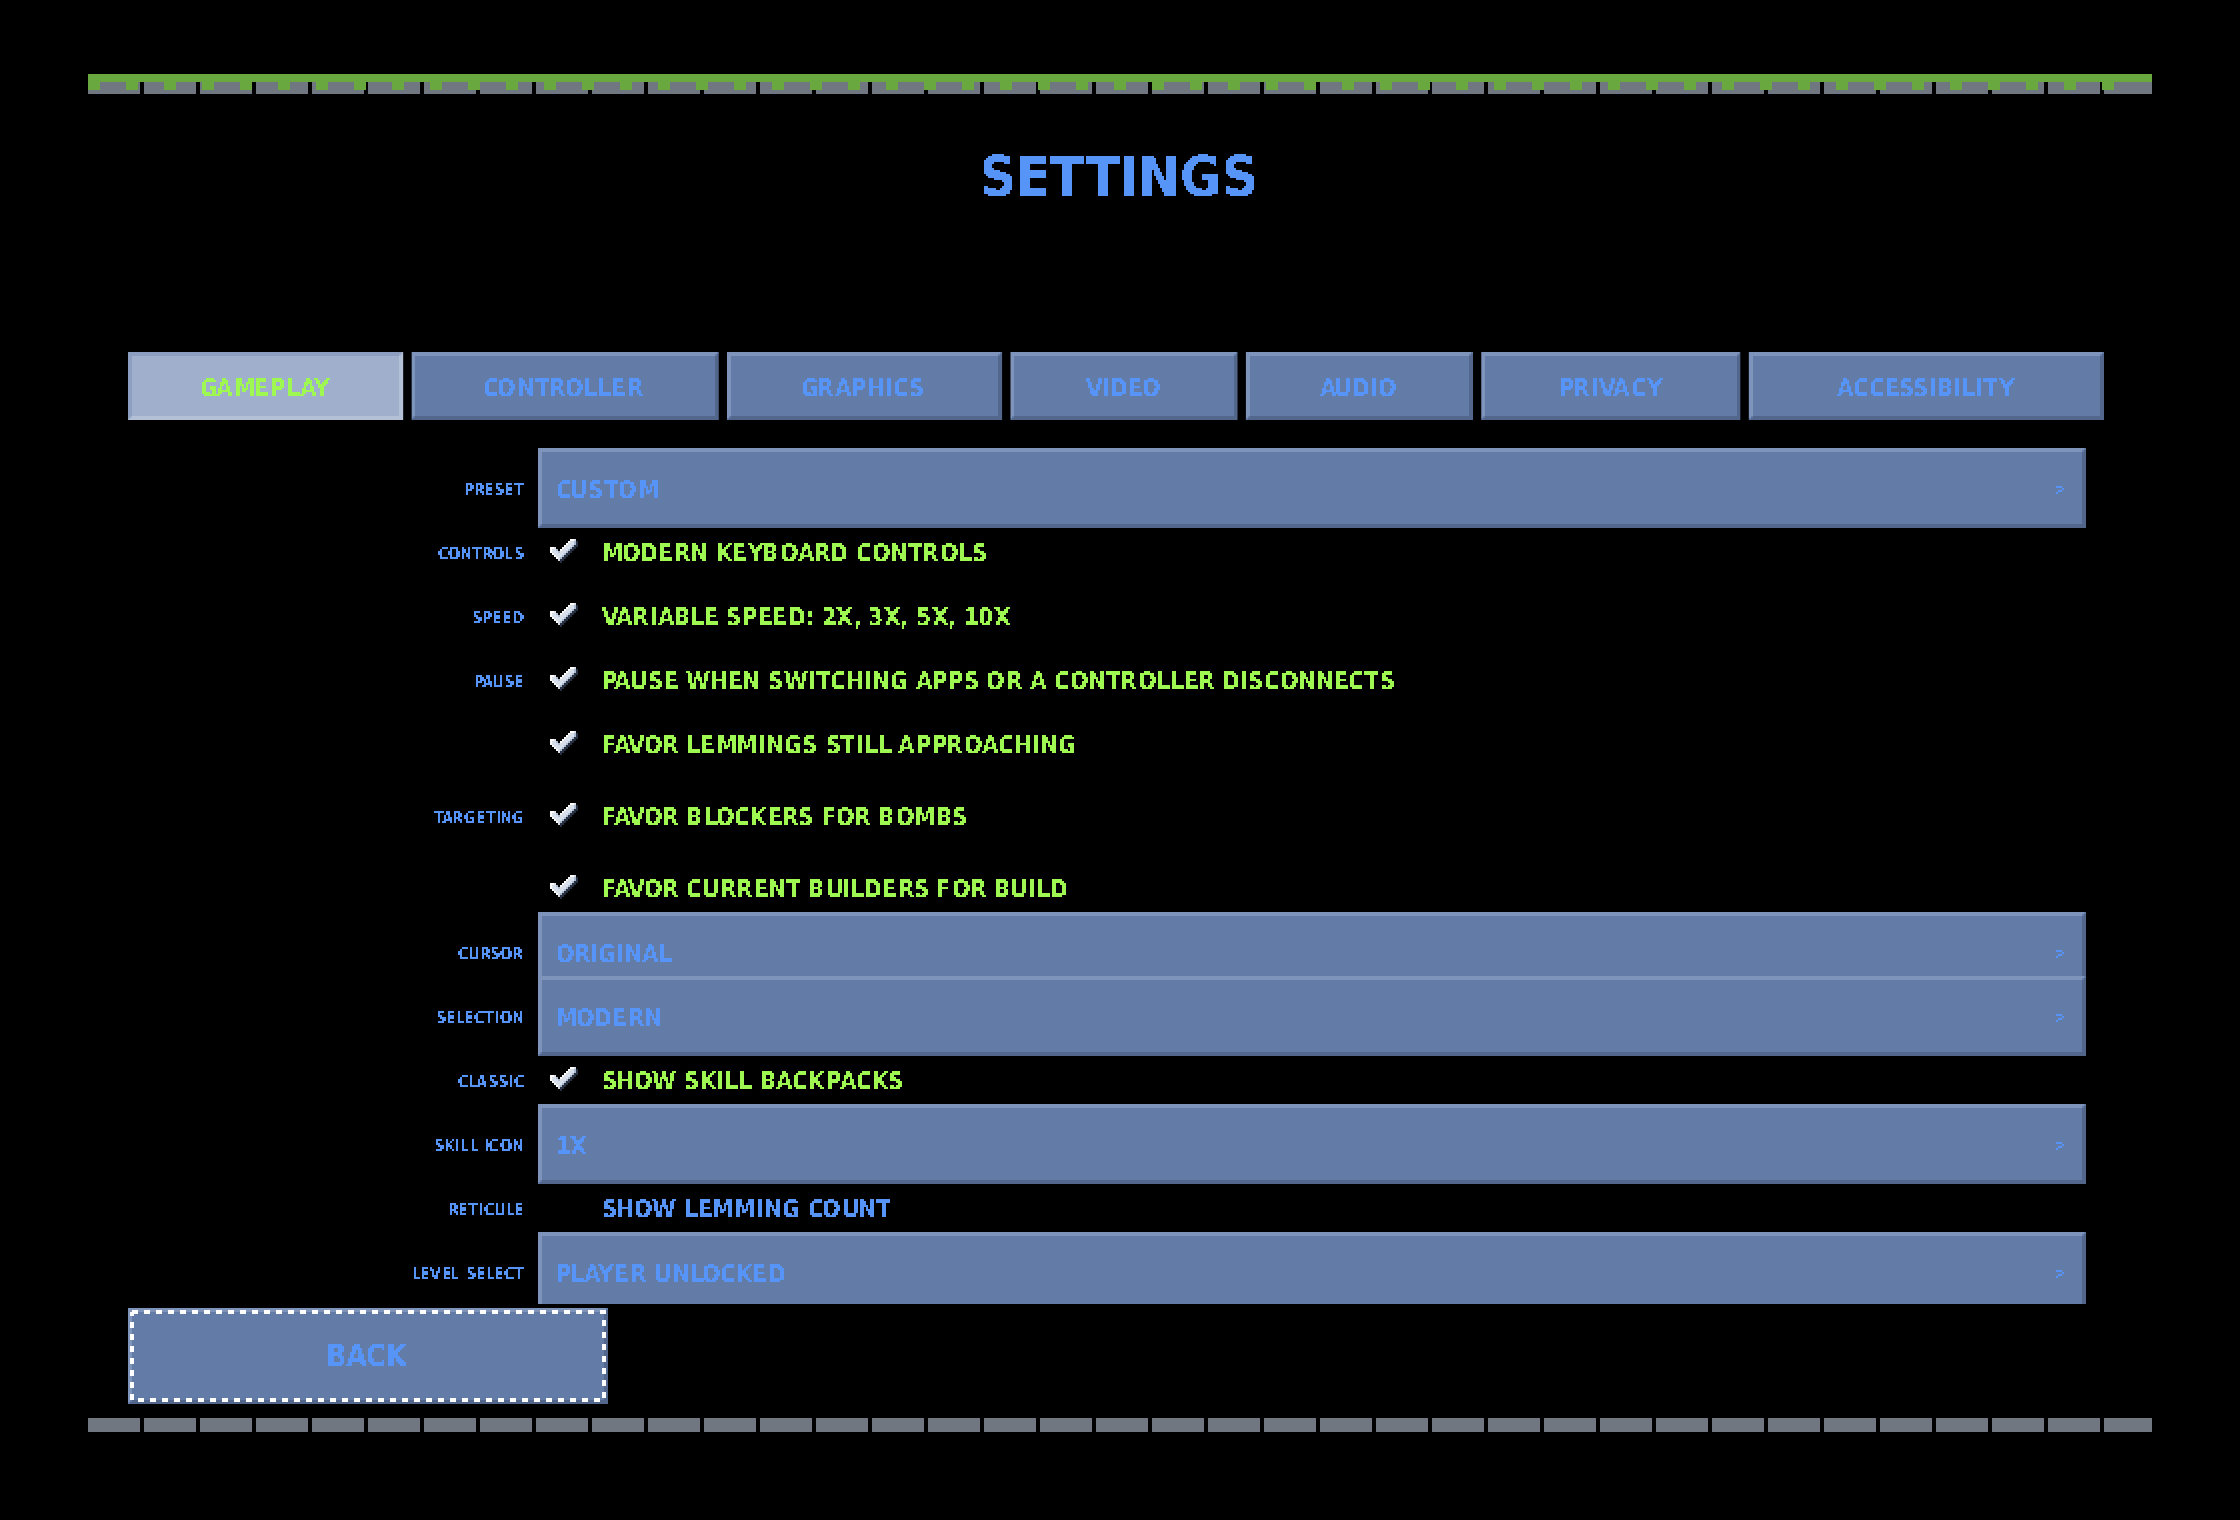 SETTINGS
GAMEPLAY CONTROLLER GRAPHICS VIDEO AUDIO PRIVACY ACCESSIBILITY
PRESET CUSTOM >
CONTROLS MODERN KEYBOARD CONTROLS
SPEED VARIABLE SPEED: 2X, 3X, 5X, 10X
PAUSE PAUSE WHEN SWITCHING APPS OR A CONTROLLER DISCONNECTS
FAVOR LEMMINGS STILL APPROACHING
TARGETING FAVOR BLOCKERS FOR BOMBS
FAVOR CURRENT BUILDERS FOR BUILD
CURSOR ORIGINAL >
SELECTION MODERN >
CLASSIC SHOW SKILL BACKPACKS
SKILL ICON 1X >
RETICULE SHOW LEMMING COUNT
LEVEL SELECT PLAYER UNLOCKED >
BACK